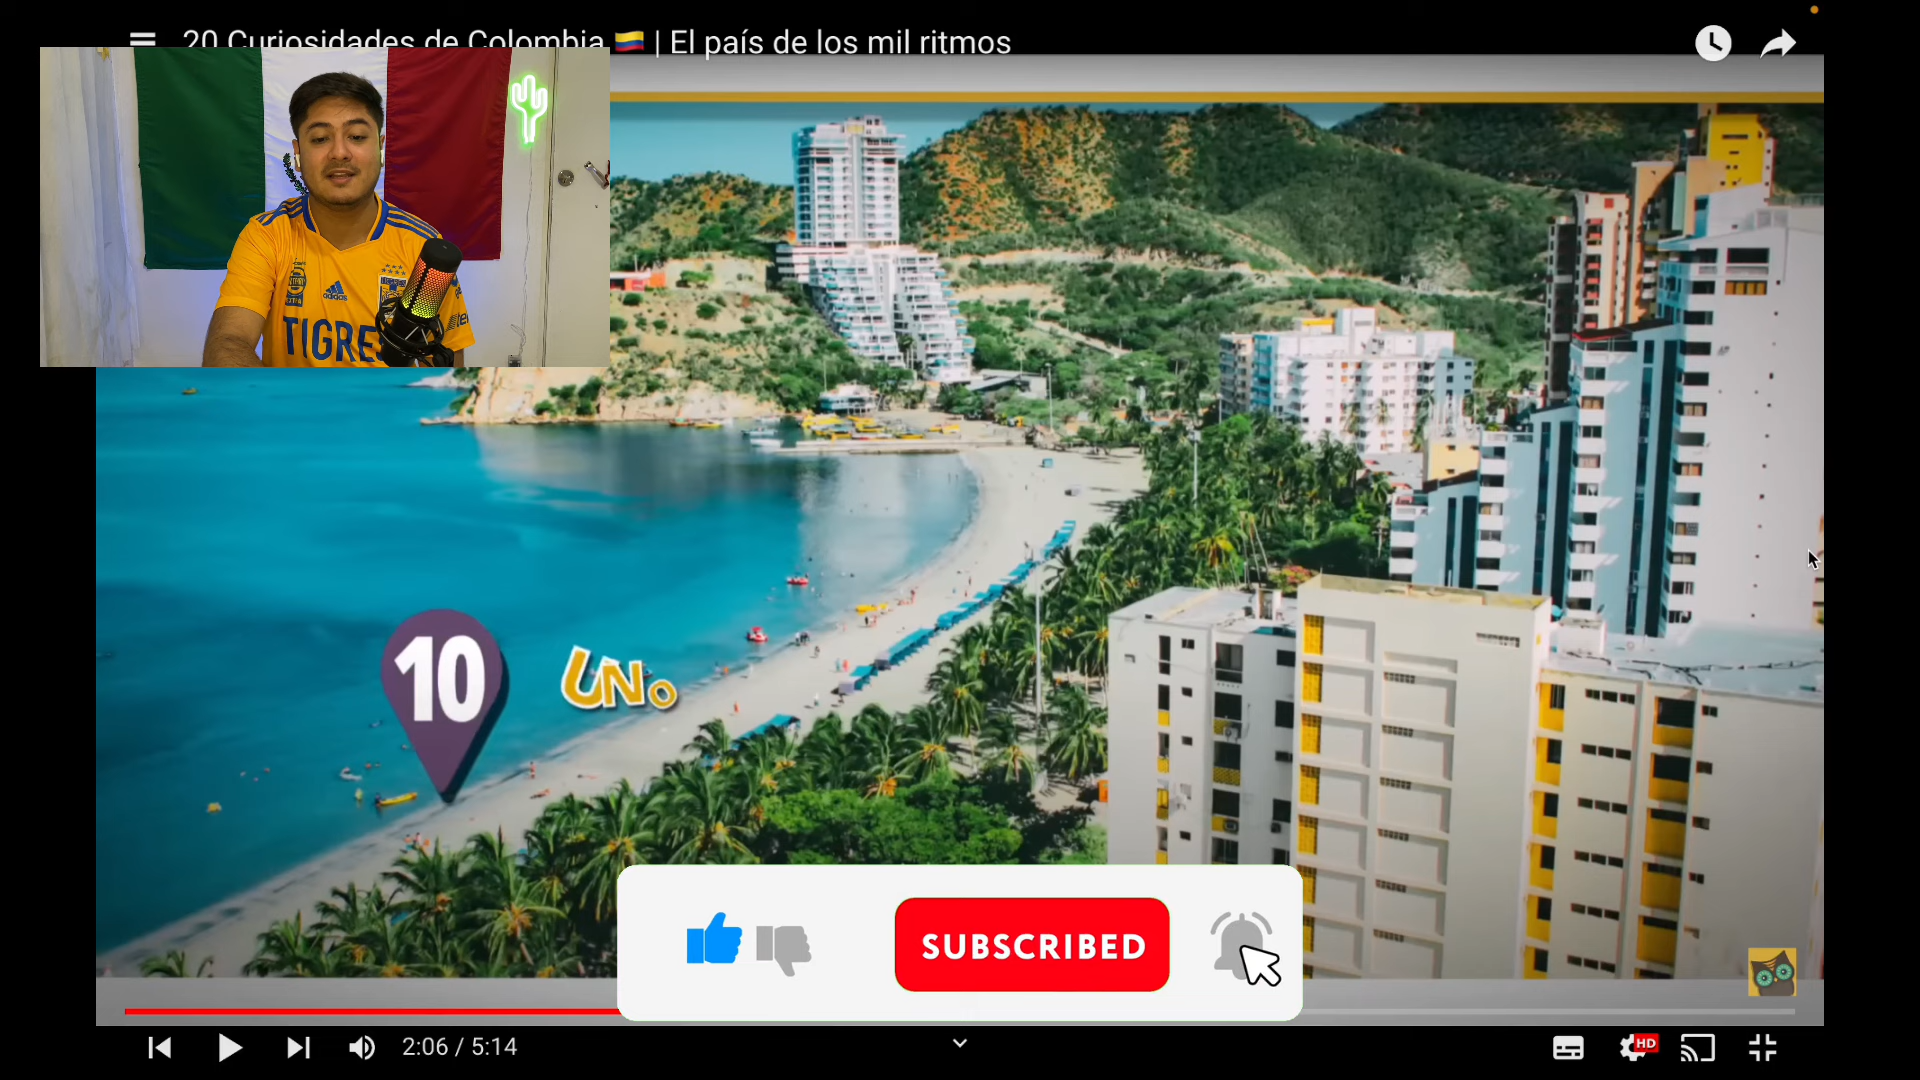 20 Curiosidades de Colombia 🇨🇴 | El país de los mil ritmos
adidas
TIGRE
10
UNo
SUBSCRIBED
2:06 / 5:14
HD